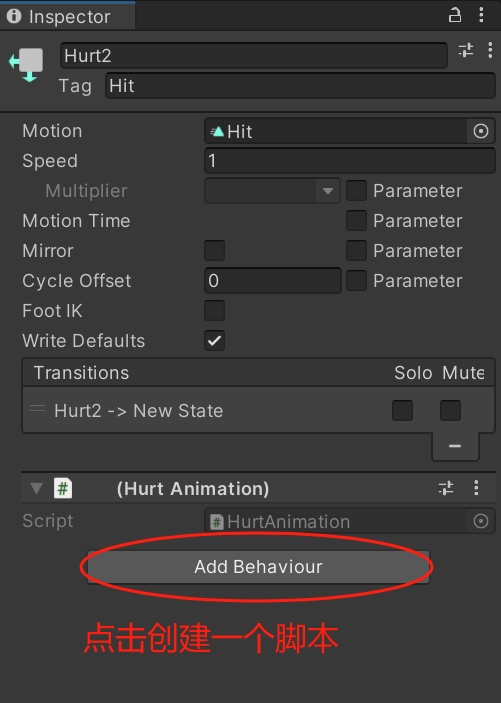 Inspector
Hurt2
Tag Hit
Motion Hit
Speed 1
Multiplier Parameter
Motion Time Parameter
Mirror Parameter
Cycle Offset 0 Parameter
Foot IK
Write Defaults
Transitions Solo Mute
Hurt2 -> New State
# (Hurt Animation)
Script # HurtAnimation
Add Behaviour
点击创建一个脚本